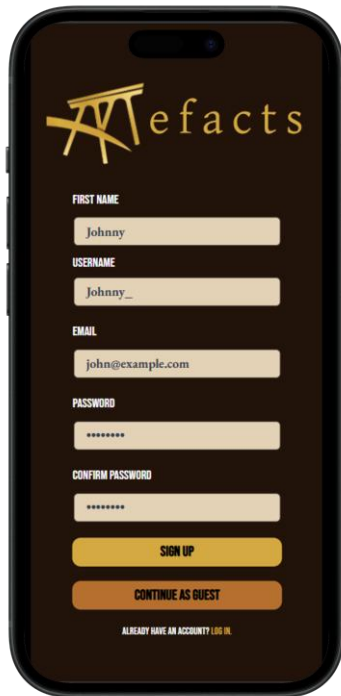 Artefacts
FIRST NAME
Johnny
USERNAME
Johnny_
EMAIL
john@example.com
PASSWORD
••••••••
CONFIRM PASSWORD
••••••••
SIGN UP
CONTINUE AS GUEST
ALREADY HAVE AN ACCOUNT? LOG IN.